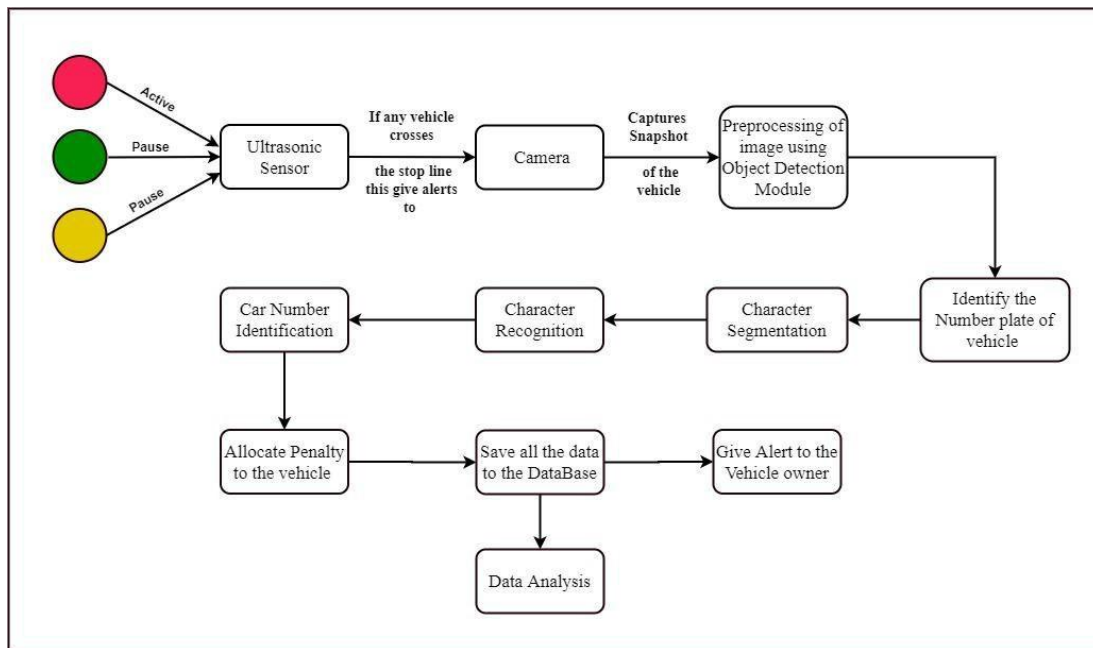 Active
Pause
Pause
Ultrasonic
Sensor
If any vehicle
crosses
the stop line
this give alerts
to
Camera
Captures
Snapshot
of the
vehicle
Preprocessing of
image using
Object Detection
Module
Identify the
Number plate of
vehicle
Character
Segmentation
Character
Recognition
Car Number
Identification
Allocate Penalty
to the vehicle
Save all the data
to the DataBase
Give Alert to the
Vehicle owner
Data Analysis